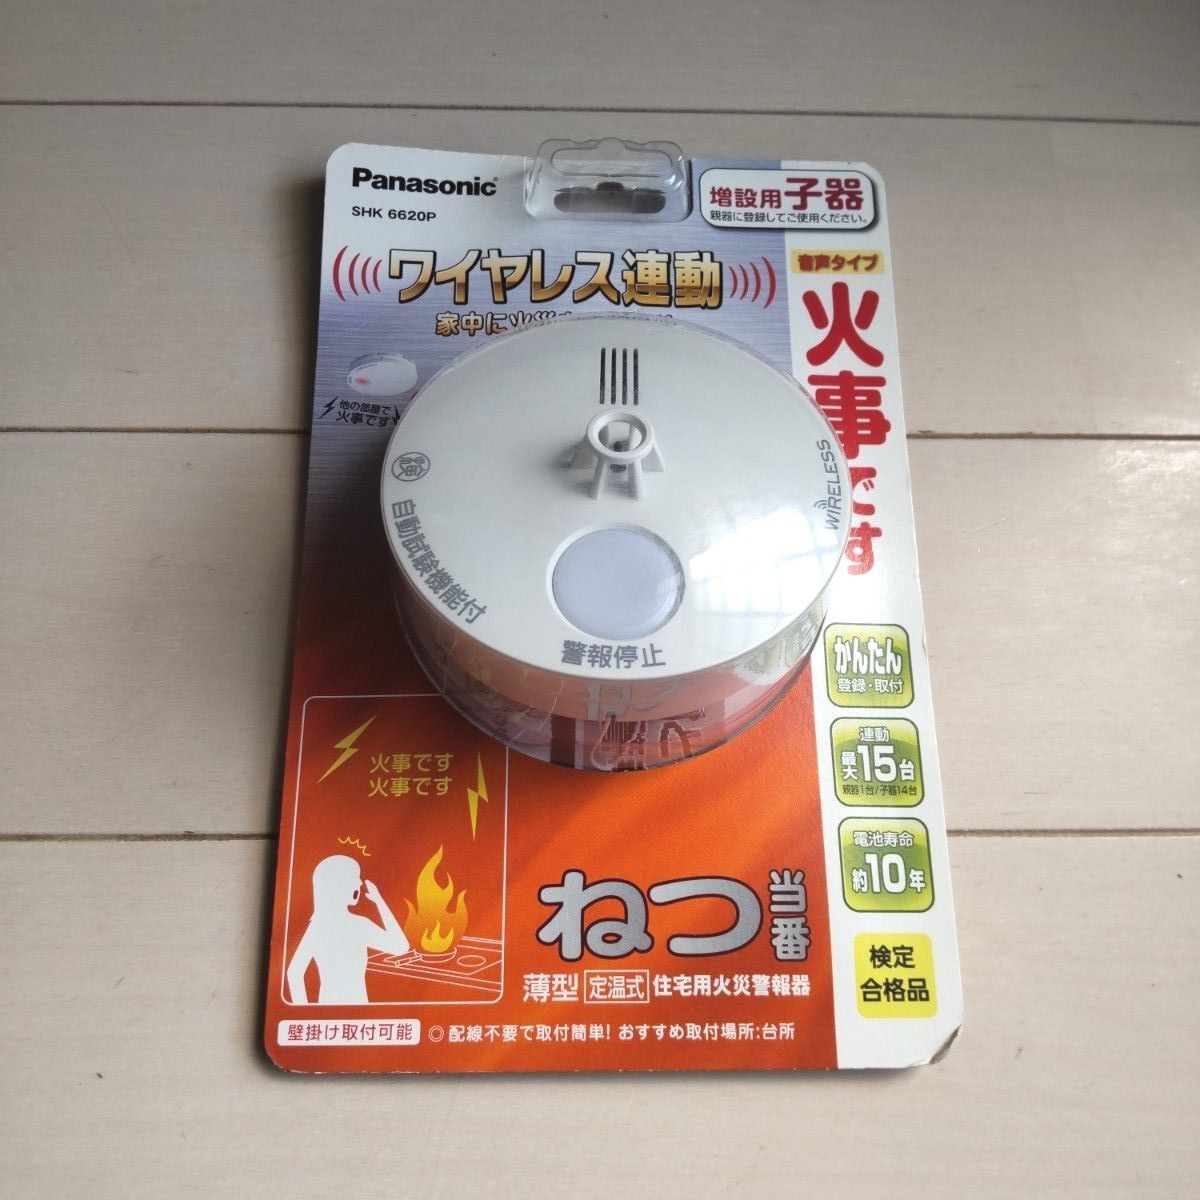 Panasonic
SHK 6620P
増設用子器
親器に登録してご使用ください。
ワイヤレス連動
家中に火災
音声タイプ
火事です
他の部屋で
火事です
WIRELESS
検
自動試験機能付
警報停止
かんたん
登録・取付
連動
最大15台
親器1台/子器14台
電池寿命
約10年
検定
合格品
火事です
火事です
ねつ当番
薄型 定温式 住宅用火災警報器
壁掛け取付可能 ◎配線不要で取付簡単!おすすめ取付場所:台所